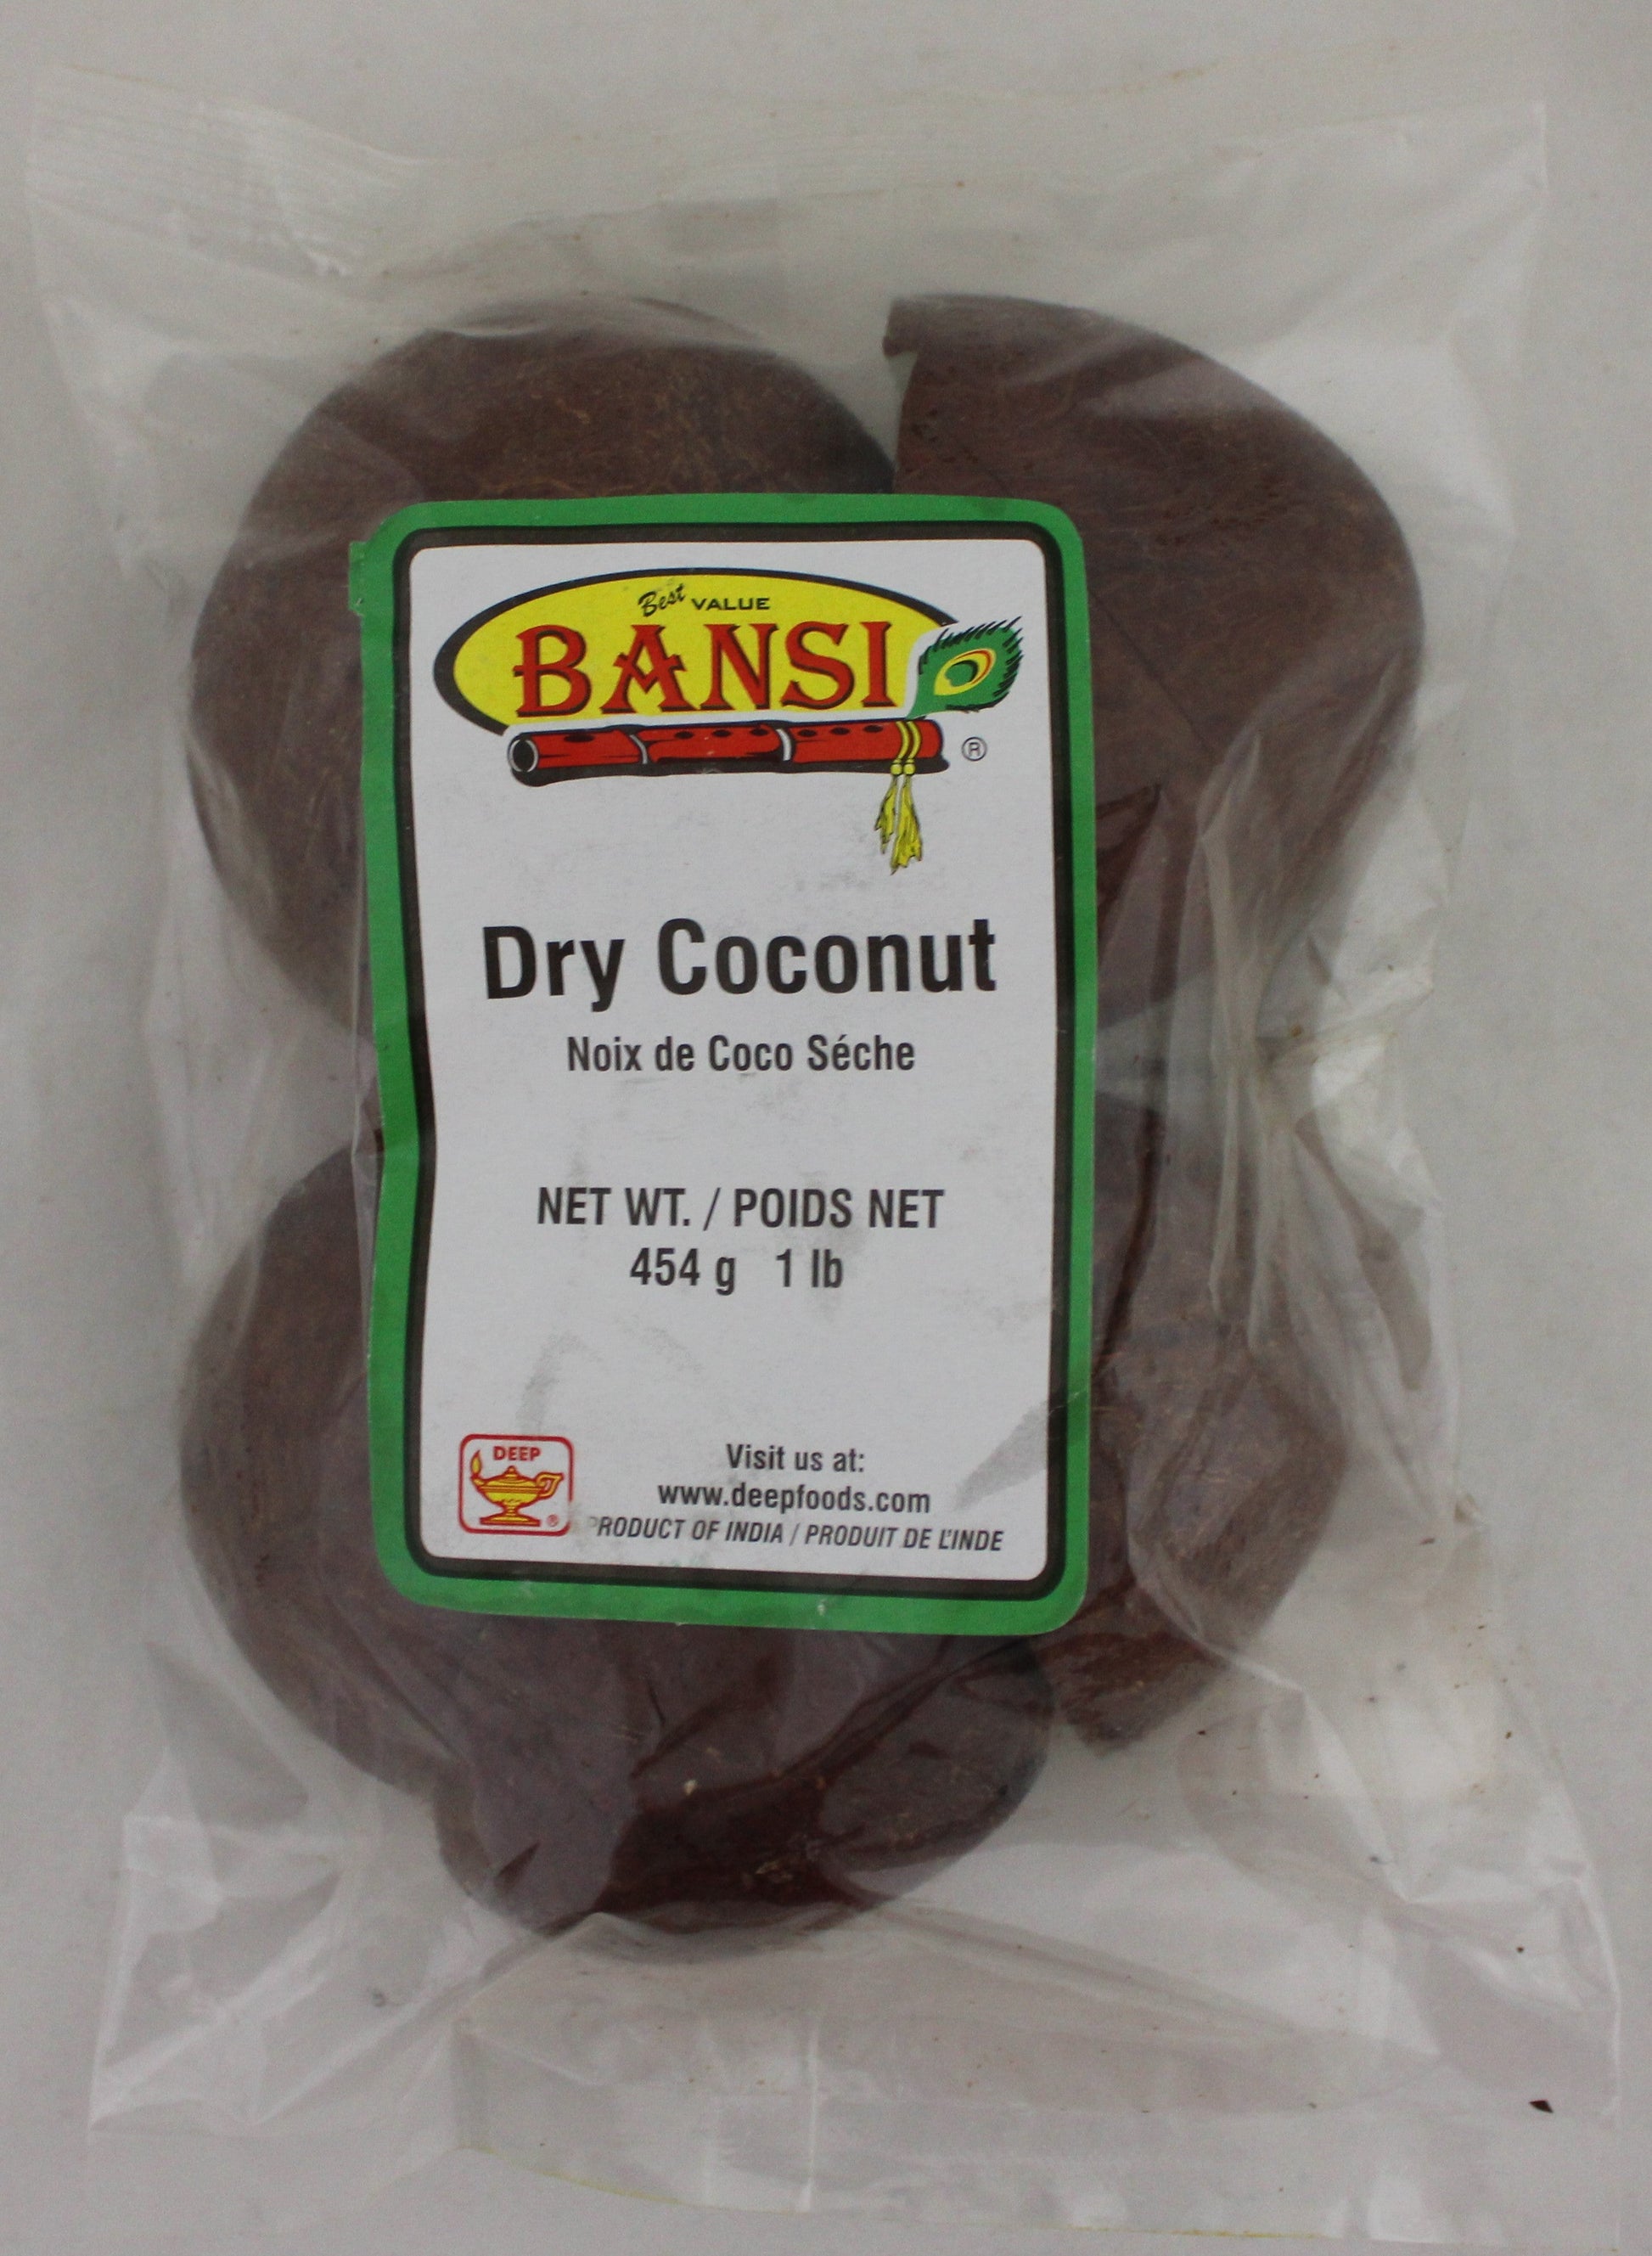 Best VALUE
BANSI
®
Dry Coconut
Noix de Coco Séche
NET WT. / POIDS NET
454 g 1 lb
DEEP
®
Visit us at:
www.deepfoods.com
PRODUCT OF INDIA / PRODUIT DE L'INDE